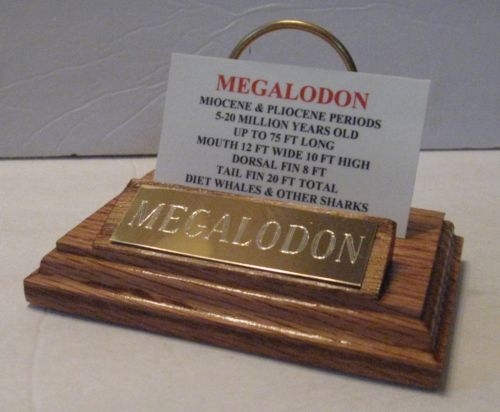 MEGALODON
MIOCENE & PLIOCENE PERIODS
5-20 MILLION YEARS OLD
UP TO 75 FT LONG
MOUTH 12 FT WIDE 10 FT HIGH
DORSAL FIN 8 FT
TAIL FIN 20 FT TOTAL
DIET WHALES & OTHER SHARKS
MEGALODON